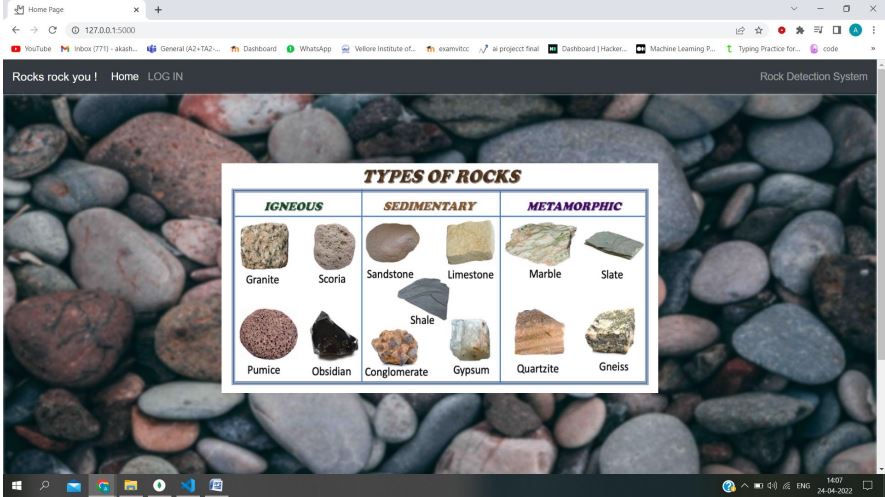 Home Page
127.0.0.1:5000
YouTube Inbox (771) - akash... General (A2+TA2-... Dashboard WhatsApp Vellore Institute of... examvitcc ai projecct final Dashboard | Hacker... Machine Learning P... Typing Practice for... code »
Rocks rock you ! Home LOG IN Rock Detection System
TYPES OF ROCKS
IGNEOUS SEDIMENTARY METAMORPHIC
Granite Scoria Sandstone Limestone Marble Slate
Shale
Pumice Obsidian Conglomerate Gypsum Quartzite Gneiss
ENG 14:07
24-04-2022